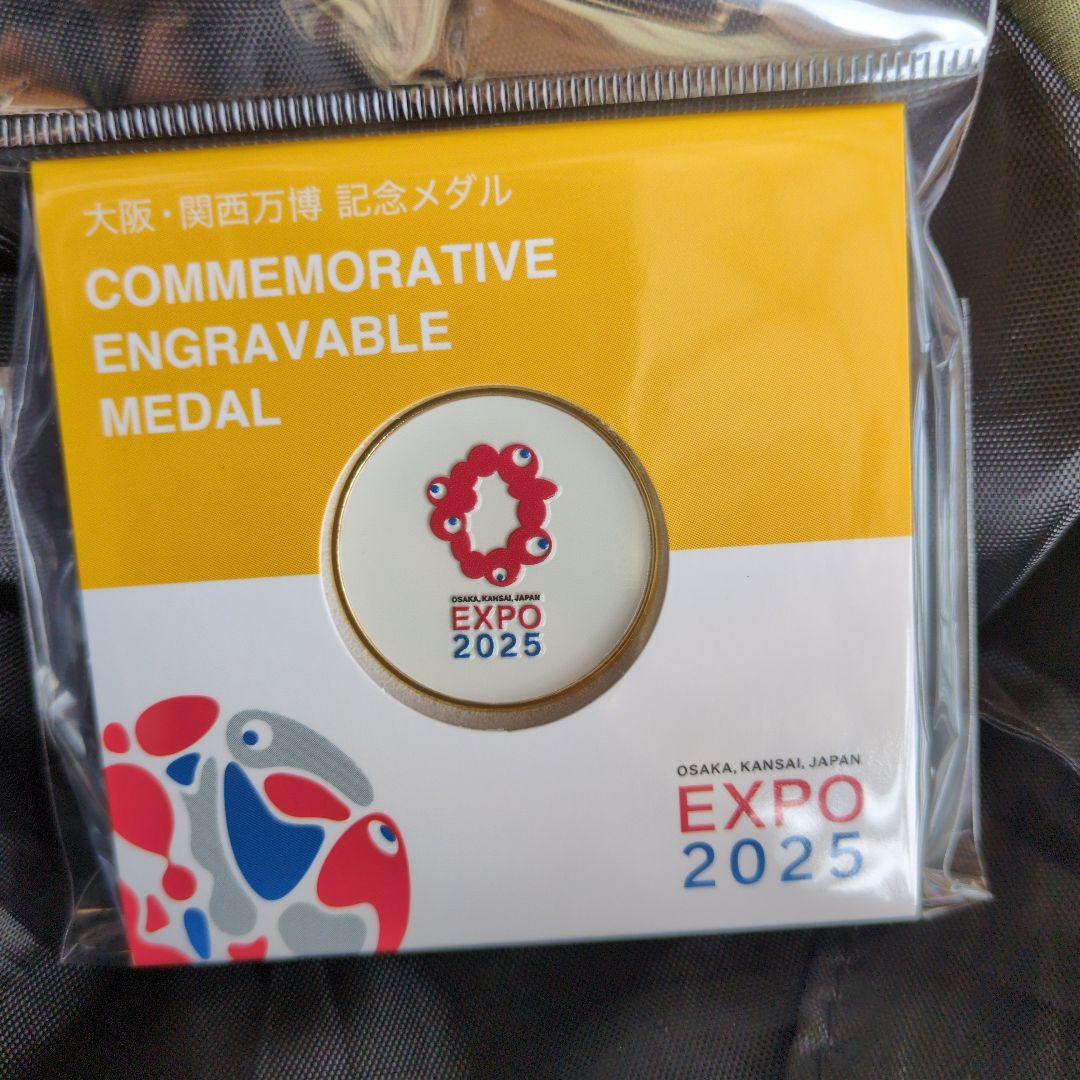 大阪・関西万博 記念メダル
COMMEMORATIVE
ENGRAVABLE
MEDAL
OSAKA, KANSAI, JAPAN
EXPO
2025
OSAKA, KANSAI, JAPAN
EXPO
2025